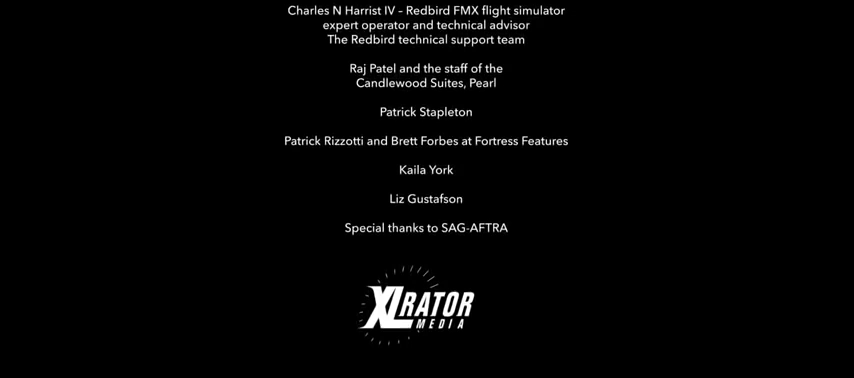 Charles N Harrist IV – Redbird FMX flight simulator
expert operator and technical advisor
The Redbird technical support team
Raj Patel and the staff of the
Candlewood Suites, Pearl
Patrick Stapleton
Patrick Rizzotti and Brett Forbes at Fortress Features
Kaila York
Liz Gustafson
Special thanks to SAG-AFTRA
XLRATOR
MEDIA